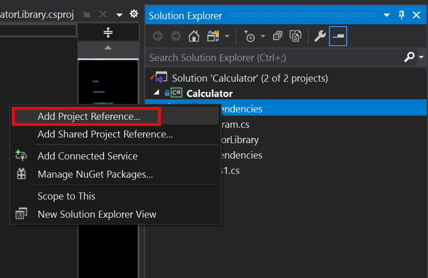 atorLibrary.csproj
Solution Explorer
Search Solution Explorer (Ctrl+;)
Solution 'Calculator' (2 of 2 projects)
C# Calculator
endencies
Add Project Reference...
ram.cs
Add Shared Project Reference...
torLibrary
Add Connected Service
endencies
Manage NuGet Packages...
s1.cs
Scope to This
New Solution Explorer View